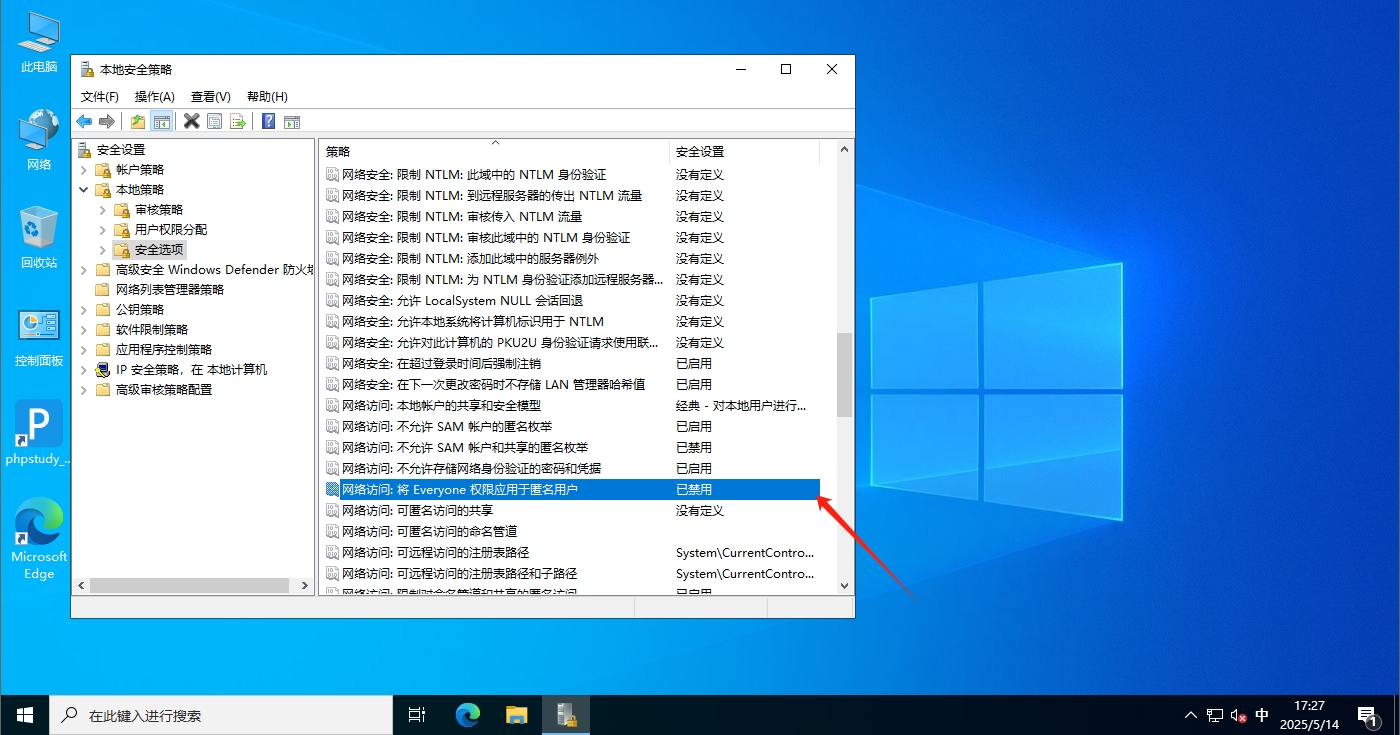 此电脑
网络
回收站
控制面板
P
phpstudy_...
Microsoft
Edge
本地安全策略
文件(F) 操作(A) 查看(V) 帮助(H)
安全设置
帐户策略
本地策略
审核策略
用户权限分配
安全选项
高级安全 Windows Defender 防火墙
网络列表管理器策略
公钥策略
软件限制策略
应用程序控制策略
IP 安全策略，在 本地计算机
高级审核策略配置
策略 安全设置
网络安全: 限制 NTLM: 此域中的 NTLM 身份验证 没有定义
网络安全: 限制 NTLM: 到远程服务器的传出 NTLM 流量 没有定义
网络安全: 限制 NTLM: 审核传入 NTLM 流量 没有定义
网络安全: 限制 NTLM: 审核此域中的 NTLM 身份验证 没有定义
网络安全: 限制 NTLM: 添加此域中的服务器例外 没有定义
网络安全: 限制 NTLM: 为 NTLM 身份验证添加远程服务器... 没有定义
网络安全: 允许 LocalSystem NULL 会话回退 没有定义
网络安全: 允许本地系统将计算机标识用于 NTLM 没有定义
网络安全: 允许对此计算机的 PKU2U 身份验证请求使用联... 没有定义
网络安全: 在超过登录时间后强制注销 已启用
网络安全: 在下一次更改密码时不存储 LAN 管理器哈希值 已启用
网络访问: 本地帐户的共享和安全模型 经典 - 对本地用户进行...
网络访问: 不允许 SAM 帐户的匿名枚举 已启用
网络访问: 不允许 SAM 帐户和共享的匿名枚举 已禁用
网络访问: 不允许存储网络身份验证的密码和凭据 已启用
网络访问: 将 Everyone 权限应用于匿名用户 已禁用
网络访问: 可匿名访问的共享 没有定义
网络访问: 可匿名访问的命名管道
网络访问: 可远程访问的注册表路径 System\CurrentContro...
网络访问: 可远程访问的注册表路径和子路径 System\CurrentContro...
网络访问: 限制对命名管道和共享的匿名访问 已启用
在此键入进行搜索
中
17:27
2025/5/14
1